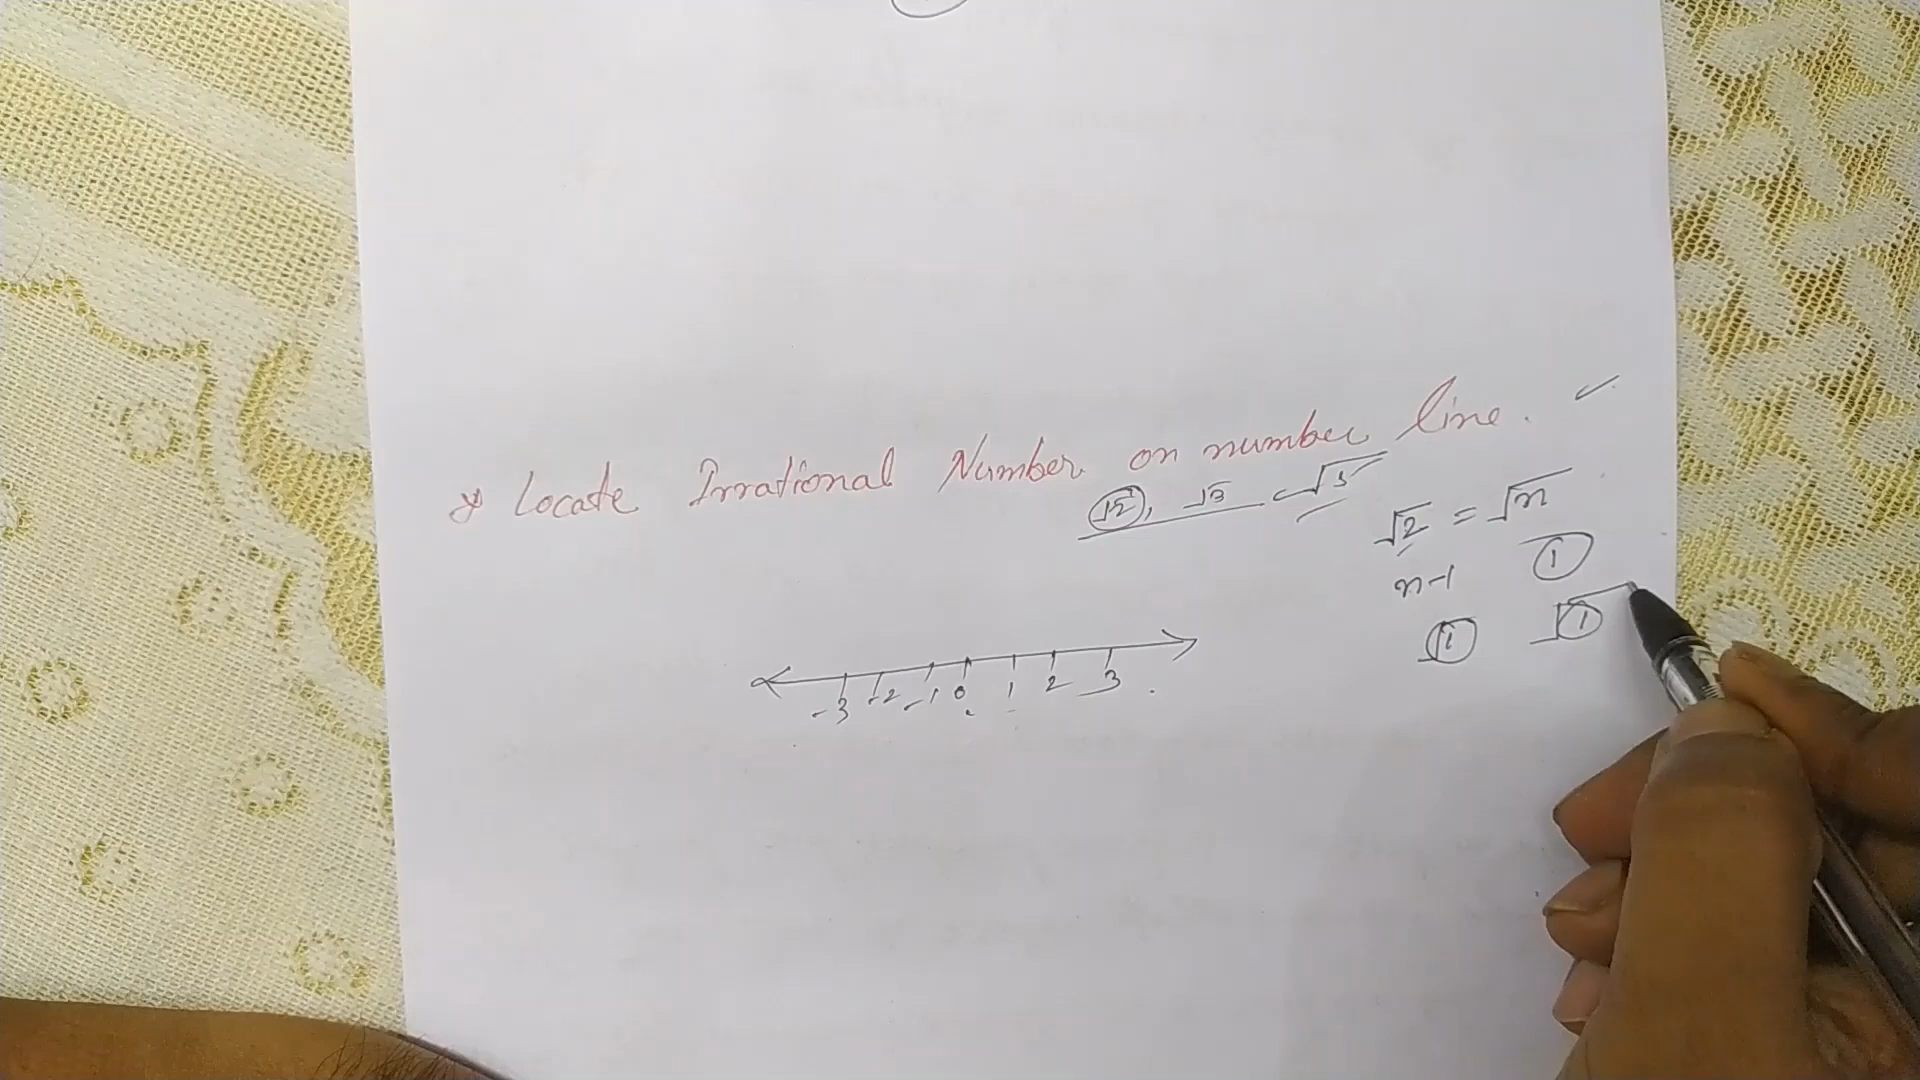 * Locate Irrational Number on number line.
√2, √3 √5
√2 = √n
n-1 1
√1 √1
-3 -2 -1 0 1 2 3